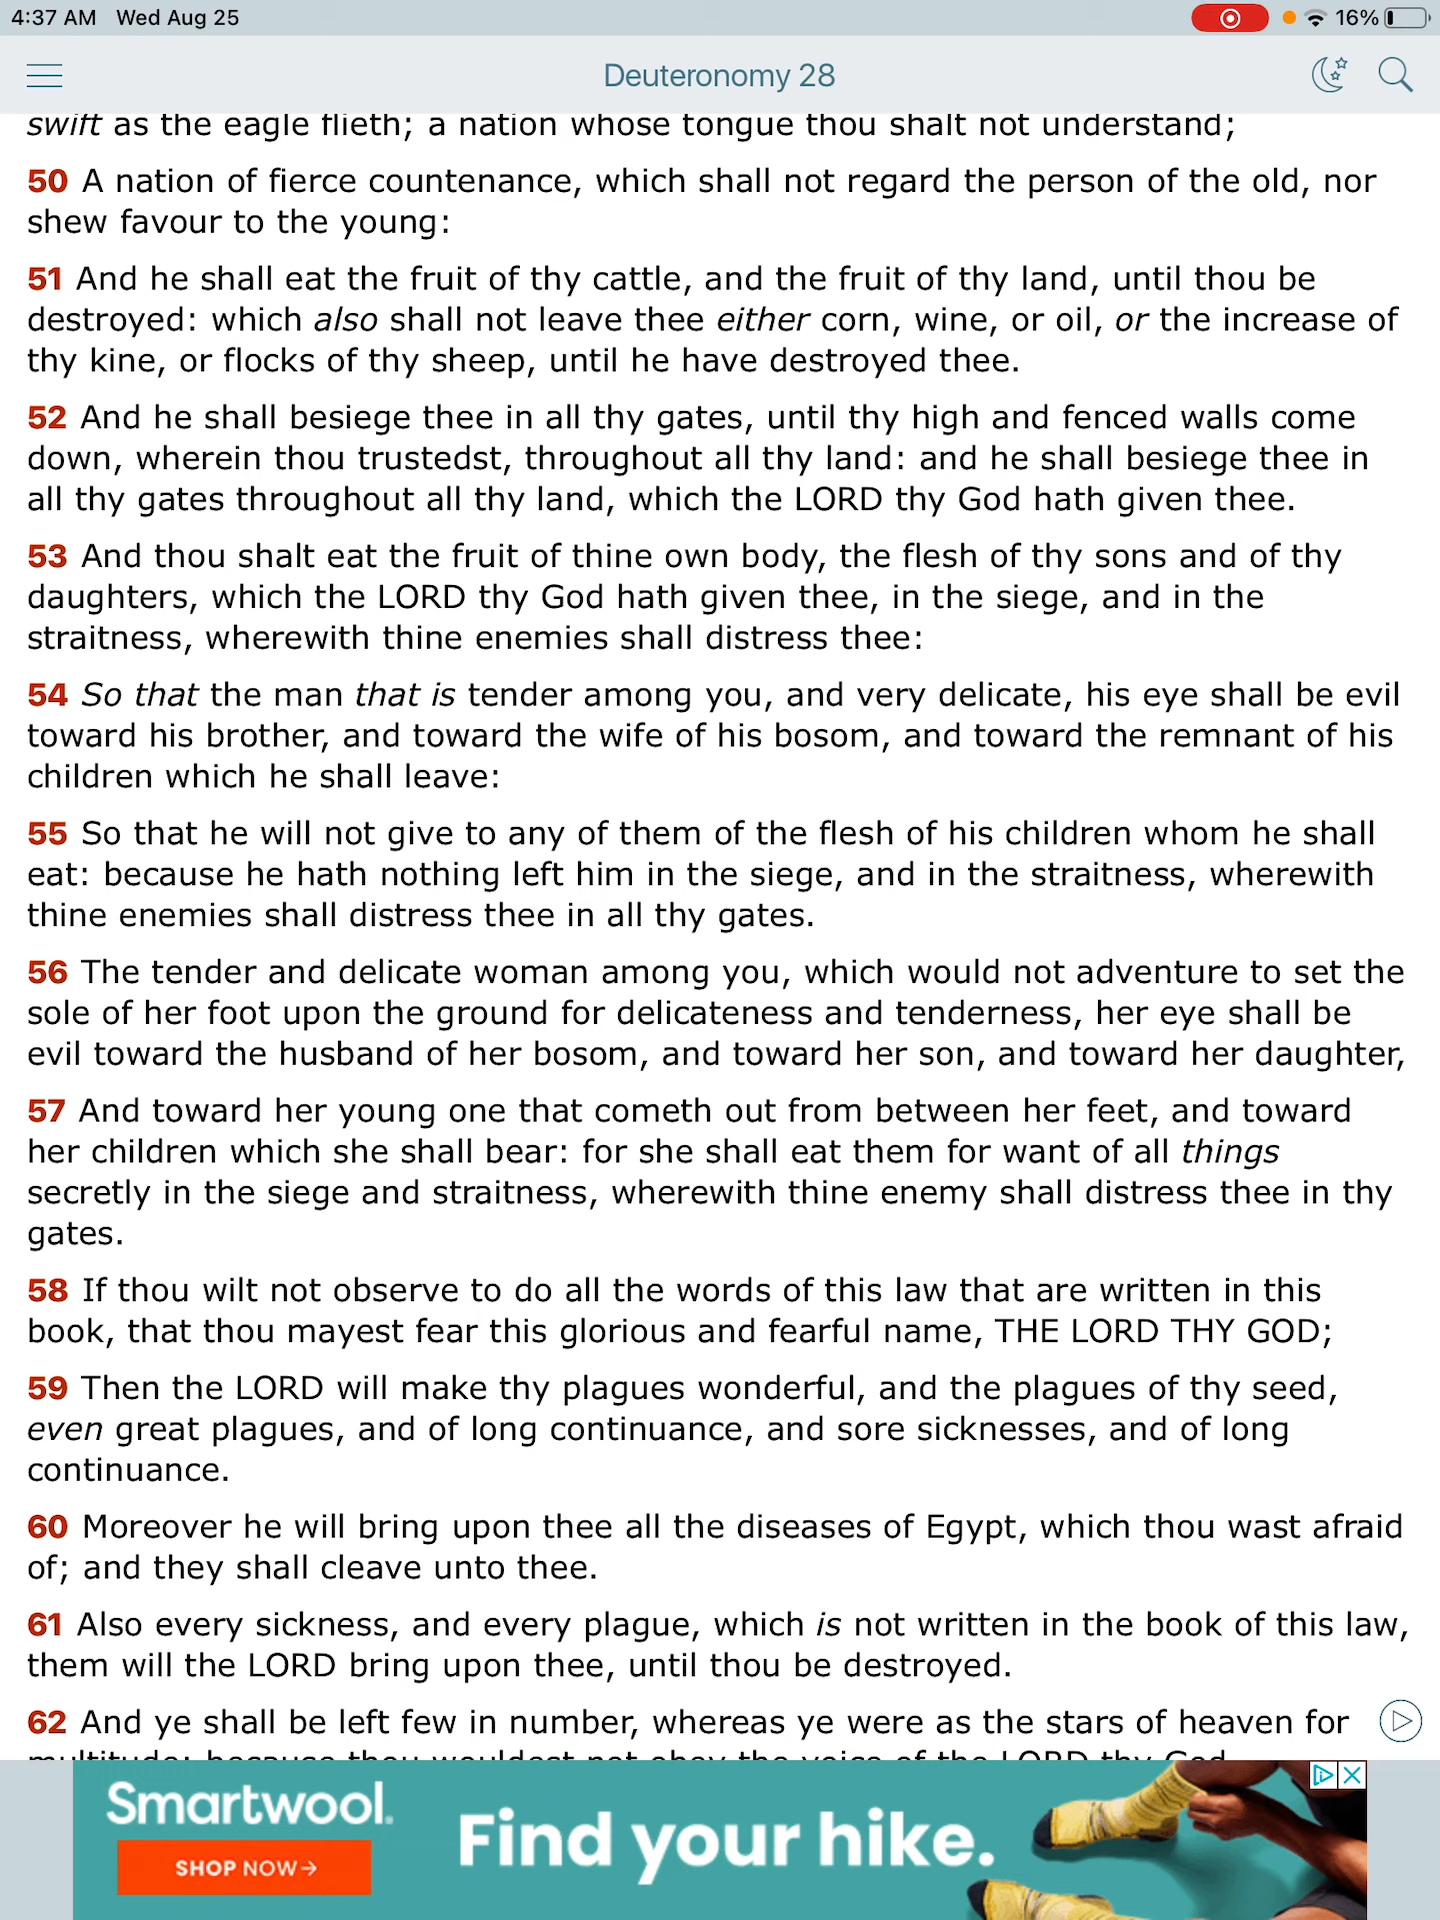 4:37 AM Wed Aug 25 16%
Deuteronomy 28
swift as the eagle flieth; a nation whose tongue thou shalt not understand;
50 A nation of fierce countenance, which shall not regard the person of the old, nor
shew favour to the young:
51 And he shall eat the fruit of thy cattle, and the fruit of thy land, until thou be
destroyed: which also shall not leave thee either corn, wine, or oil, or the increase of
thy kine, or flocks of thy sheep, until he have destroyed thee.
52 And he shall besiege thee in all thy gates, until thy high and fenced walls come
down, wherein thou trustedst, throughout all thy land: and he shall besiege thee in
all thy gates throughout all thy land, which the LORD thy God hath given thee.
53 And thou shalt eat the fruit of thine own body, the flesh of thy sons and of thy
daughters, which the LORD thy God hath given thee, in the siege, and in the
straitness, wherewith thine enemies shall distress thee:
54 So that the man that is tender among you, and very delicate, his eye shall be evil
toward his brother, and toward the wife of his bosom, and toward the remnant of his
children which he shall leave:
55 So that he will not give to any of them of the flesh of his children whom he shall
eat: because he hath nothing left him in the siege, and in the straitness, wherewith
thine enemies shall distress thee in all thy gates.
56 The tender and delicate woman among you, which would not adventure to set the
sole of her foot upon the ground for delicateness and tenderness, her eye shall be
evil toward the husband of her bosom, and toward her son, and toward her daughter,
57 And toward her young one that cometh out from between her feet, and toward
her children which she shall bear: for she shall eat them for want of all things
secretly in the siege and straitness, wherewith thine enemy shall distress thee in thy
gates.
58 If thou wilt not observe to do all the words of this law that are written in this
book, that thou mayest fear this glorious and fearful name, THE LORD THY GOD;
59 Then the LORD will make thy plagues wonderful, and the plagues of thy seed,
even great plagues, and of long continuance, and sore sicknesses, and of long
continuance.
60 Moreover he will bring upon thee all the diseases of Egypt, which thou wast afraid
of; and they shall cleave unto thee.
61 Also every sickness, and every plague, which is not written in the book of this law,
them will the LORD bring upon thee, until thou be destroyed.
62 And ye shall be left few in number, whereas ye were as the stars of heaven for
multitude; because thou wouldest not obey the voice of the LORD thy God
Smartwool.
SHOP NOW→
Find your hike.